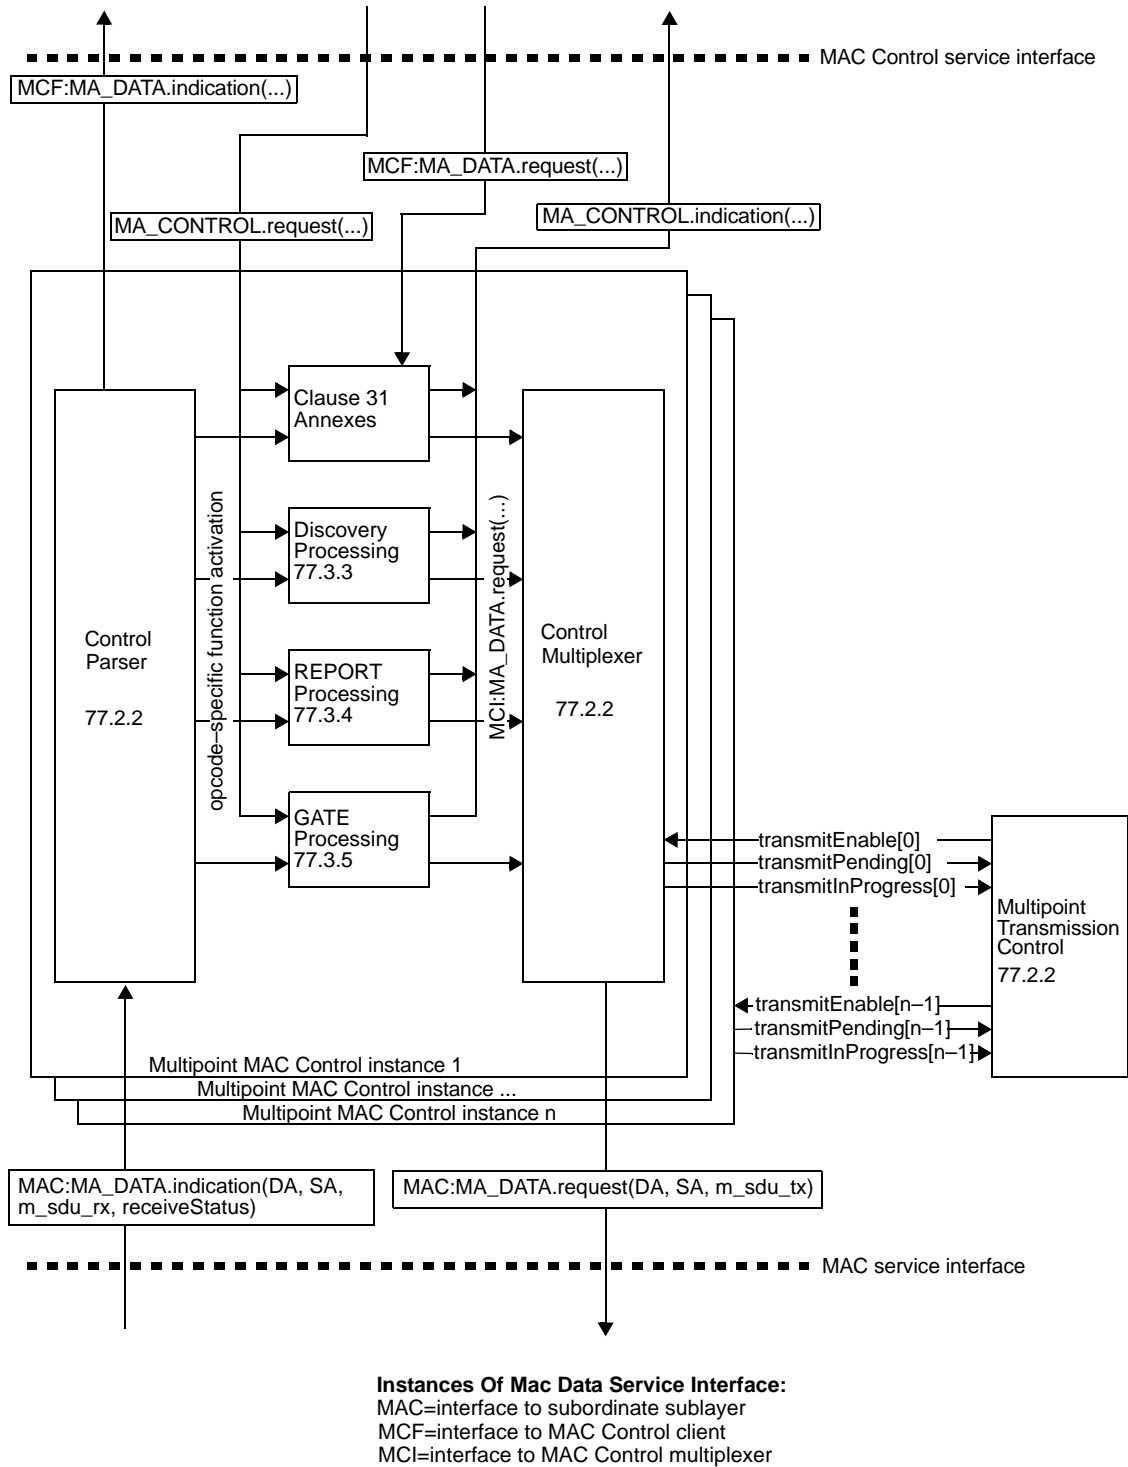 MAC Control service interface
MCF:MA_DATA.indication(...)
MCF:MA_DATA.request(...)
MA_CONTROL.request(...)
MA_CONTROL.indication(...)
Clause 31
Annexes
opcode–specific function activation
Discovery
Processing
77.3.3
MCI:MA_DATA.request(...)
Control
Parser
77.2.2
REPORT
Processing
77.3.4
Control
Multiplexer
77.2.2
GATE
Processing
77.3.5
transmitEnable[0]
transmitPending[0]
transmitInProgress[0]
Multipoint
Transmission
Control
77.2.2
transmitEnable[n–1]
transmitPending[n–1]
transmitInProgress[n–1]
Multipoint MAC Control instance 1
Multipoint MAC Control instance ...
Multipoint MAC Control instance n
MAC:MA_DATA.indication(DA, SA,
m_sdu_rx, receiveStatus)
MAC:MA_DATA.request(DA, SA, m_sdu_tx)
MAC service interface
Instances Of Mac Data Service Interface:
MAC=interface to subordinate sublayer
MCF=interface to MAC Control client
MCI=interface to MAC Control multiplexer